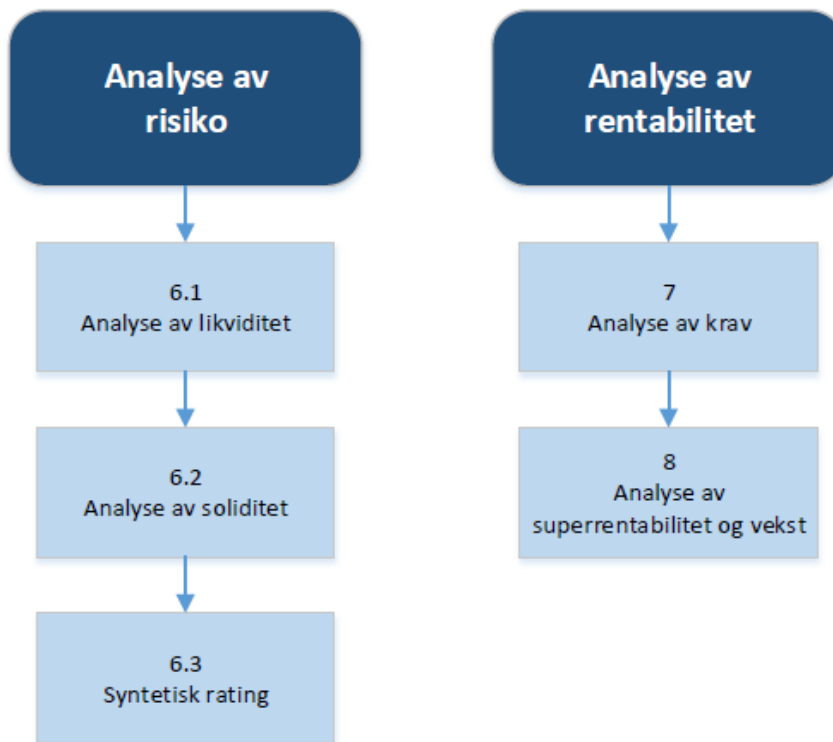 Analyse av
risiko
6.1
Analyse av likviditet
6.2
Analyse av soliditet
6.3
Syntetisk rating
Analyse av
rentabilitet
7
Analyse av krav
8
Analyse av
superrentabilitet og vekst